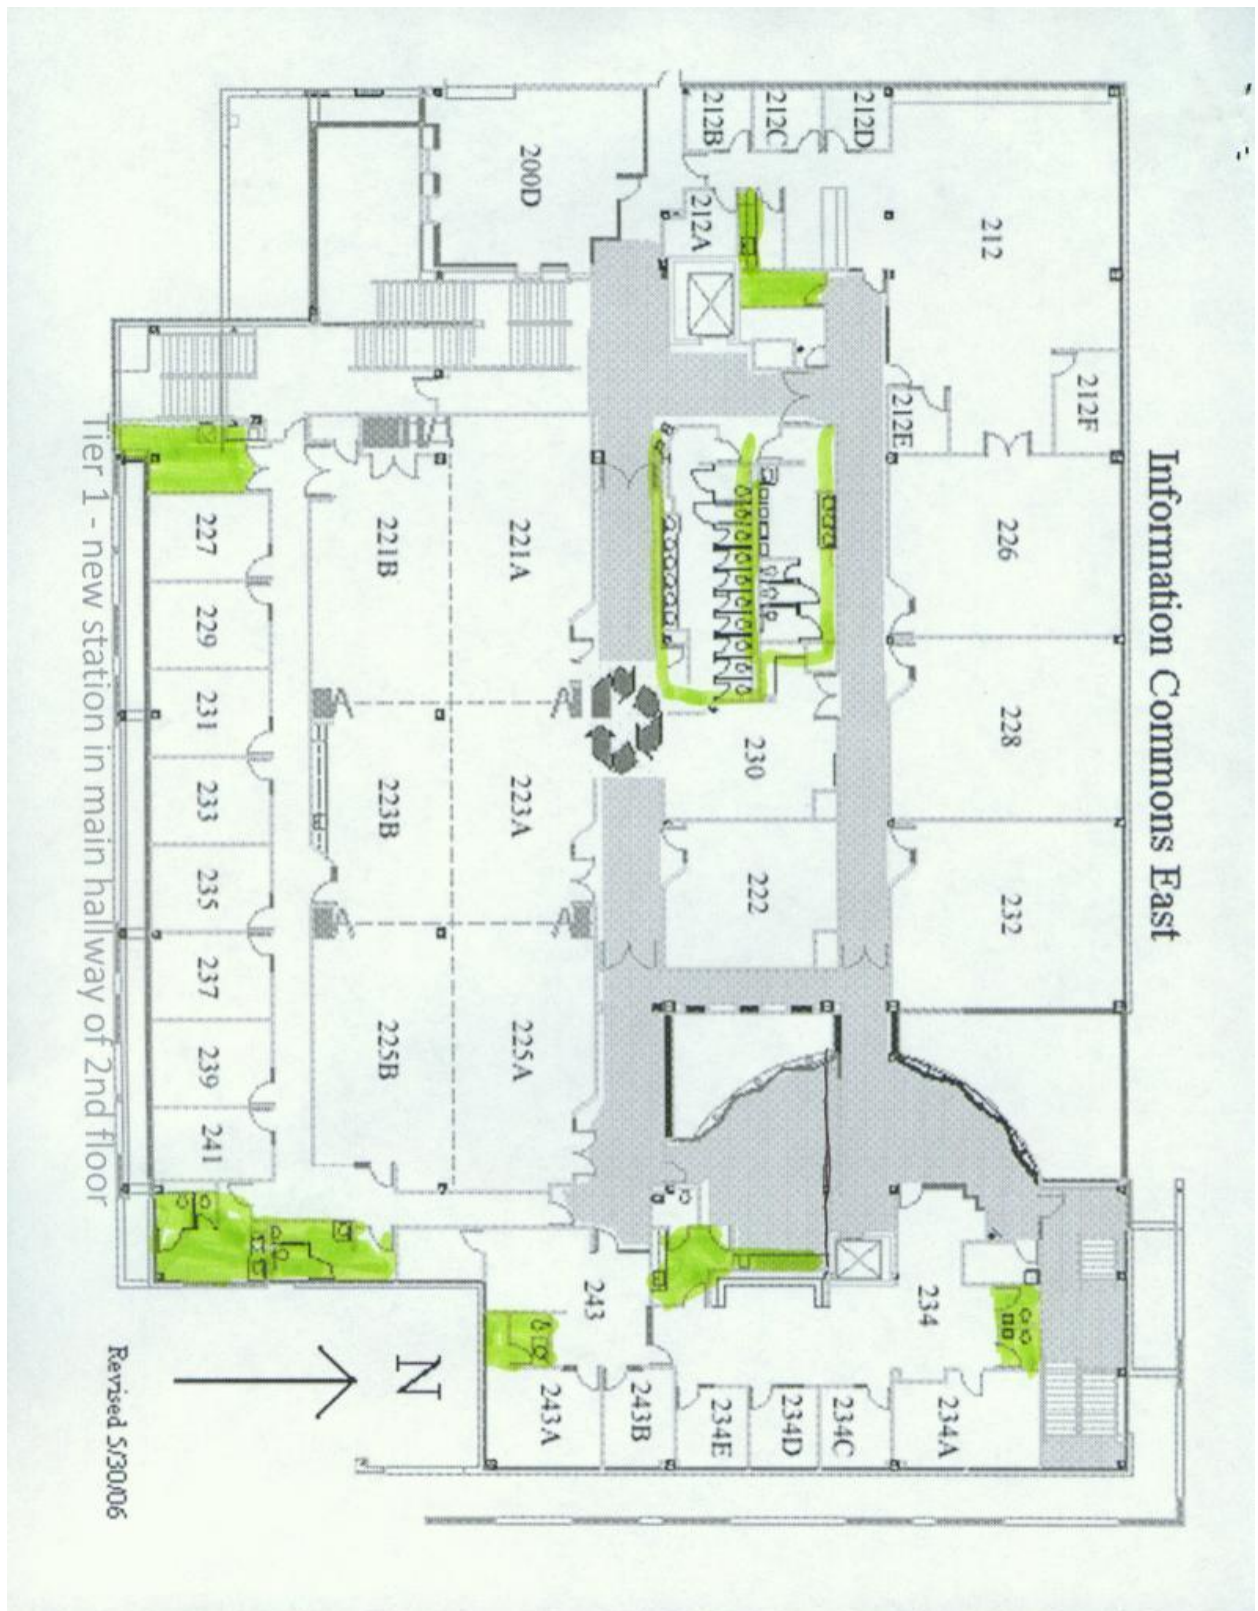 Information Commons East
212
212F
212E
226
228
232
212D
212C
212B
212A
230
222
200D
221A
223A
225A
221B
223B
225B
227
229
231
233
235
237
239
241
234
234A
234C
234D
234E
243
243B
243A
N
Tier 1 - new station in main hallway of 2nd floor
Revised 5/30/06